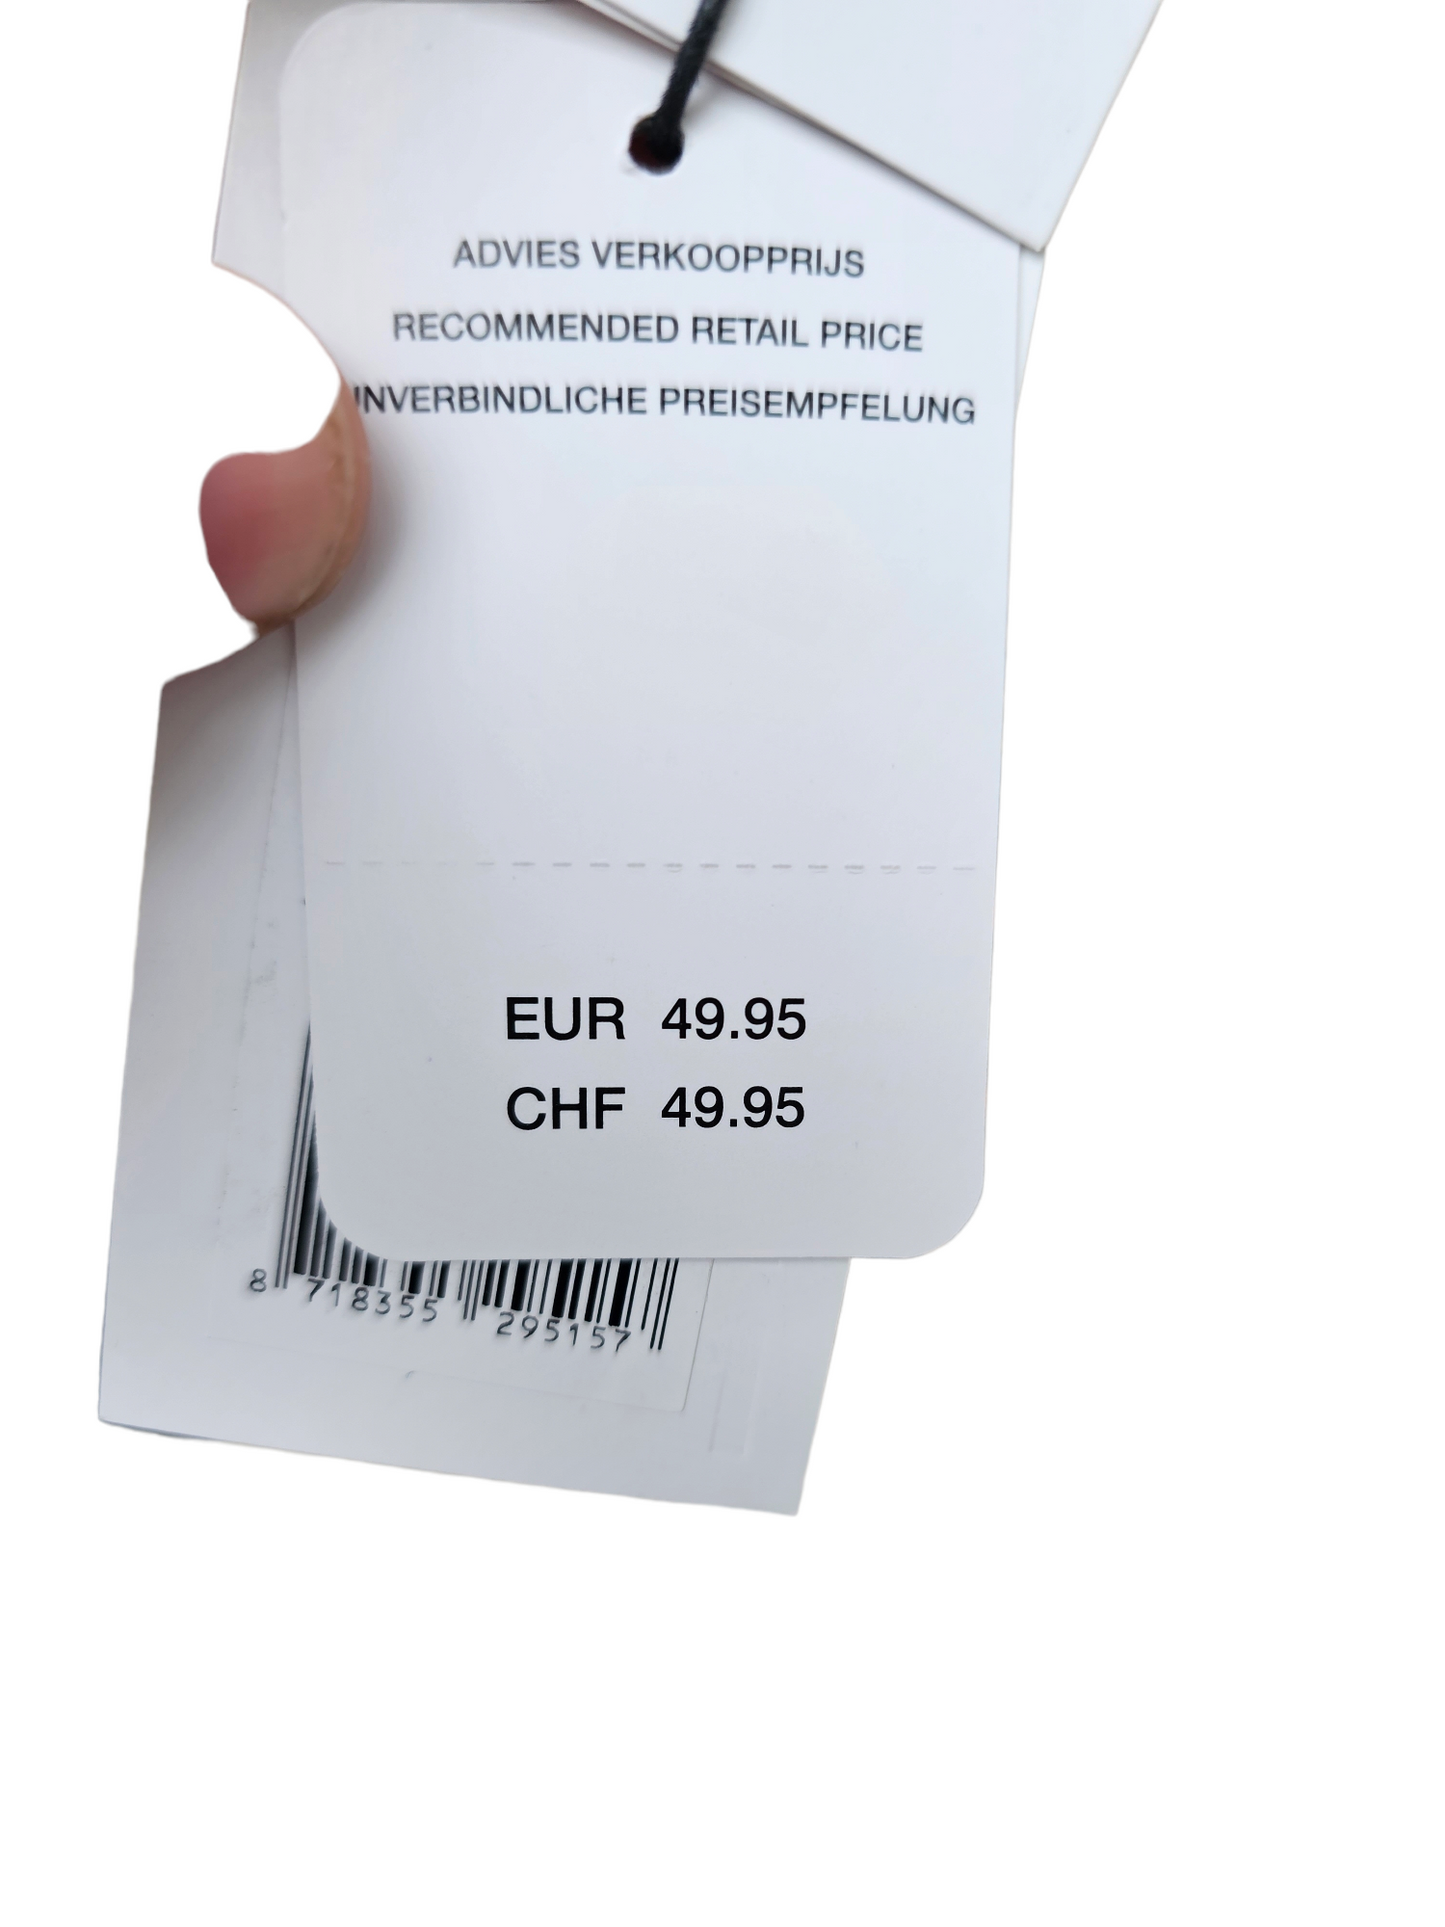 ADVIES VERKOOPPRIJS
RECOMMENDED RETAIL PRICE
UNVERBINDLICHE PREISEMPFELUNG
EUR 49.95
CHF 49.95
8 718355 295157